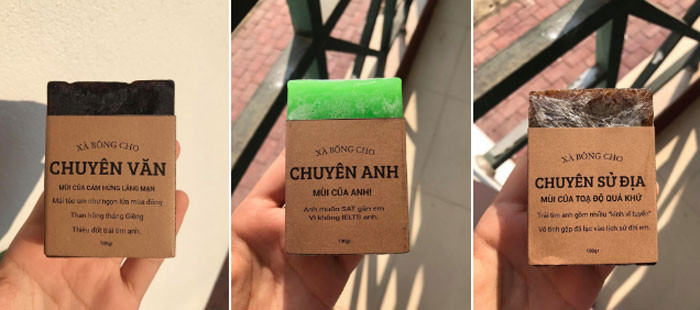 XÀ BÔNG CHO
CHUYÊN VĂN
MÙI CỦA CẢM HỨNG LÃNG MẠN
Mái tóc em như ngọn lửa mùa đông
Than hồng tháng Giêng
Thiêu đốt trái tim anh.
100gr
XÀ BÔNG CHO
CHUYÊN ANH
MÙI CỦA ANH!
Anh muốn SAT gần em
Vì không IELTS anh.
100gr
XÀ BÔNG CHO
CHUYÊN SỬ ĐỊA
MÙI CỦA TOẠ ĐỘ QUÁ KHỨ
Trái tim anh gồm nhiều "kinh vĩ tuyến"
Vô tình gặp đã lạc vào lịch sử đời em.
100gr